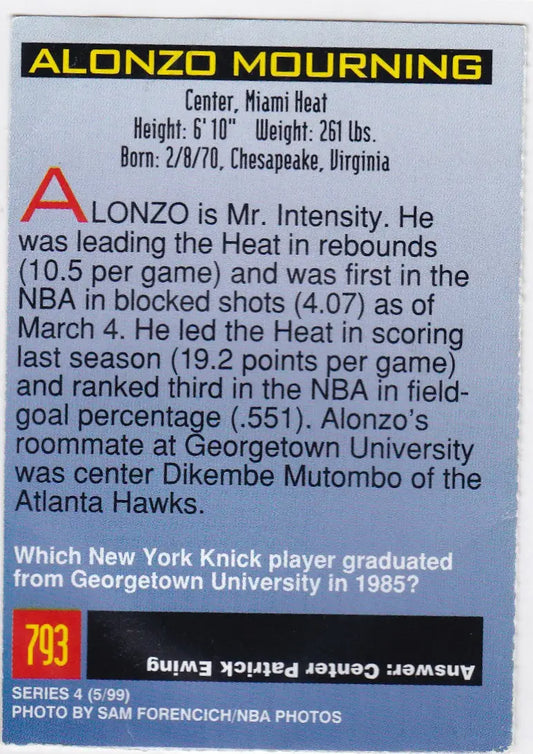 ALONZO MOURNING
Center, Miami Heat
Height: 6' 10" Weight: 261 lbs.
Born: 2/8/70, Chesapeake, Virginia
ALONZO is Mr. Intensity. He
was leading the Heat in rebounds
(10.5 per game) and was first in the
NBA in blocked shots (4.07) as of
March 4. He led the Heat in scoring
last season (19.2 points per game)
and ranked third in the NBA in field-
goal percentage (.551). Alonzo's
roommate at Georgetown University
was center Dikembe Mutombo of the
Atlanta Hawks.
Which New York Knick player graduated
from Georgetown University in 1985?
793
Answer: Center Patrick Ewing
SERIES 4 (5/99)
PHOTO BY SAM FORENCICH/NBA PHOTOS